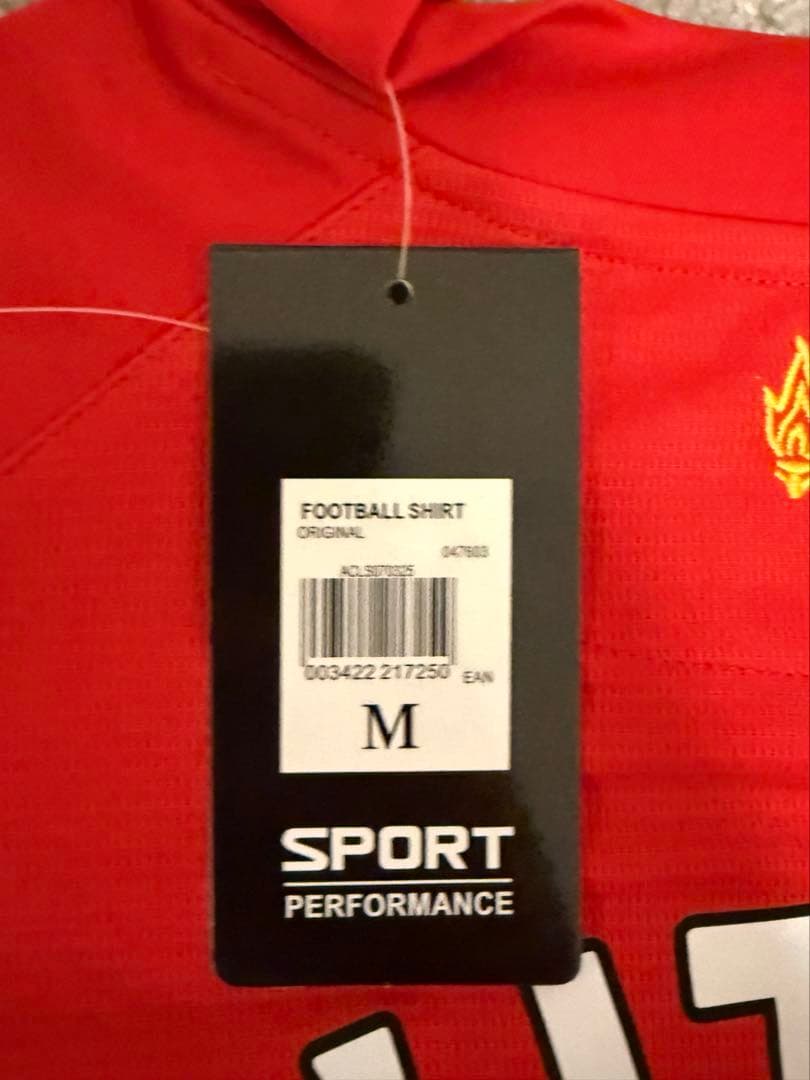 FOOTBALL SHIRT
ORIGINAL
047603
ACLS070325
003422 217250 EAN
M
SPORT
PERFORMANCE